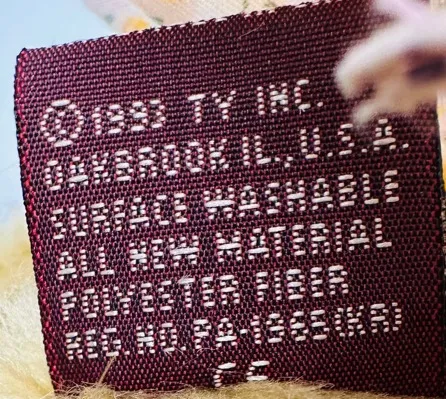 © 1993 TY INC.
OAKBROOK IL., U.S.A.
SURFACE WASHABLE
ALL NEW MATERIAL
POLYESTER FIBER
REG.NO.PA-1965(KR)
CE